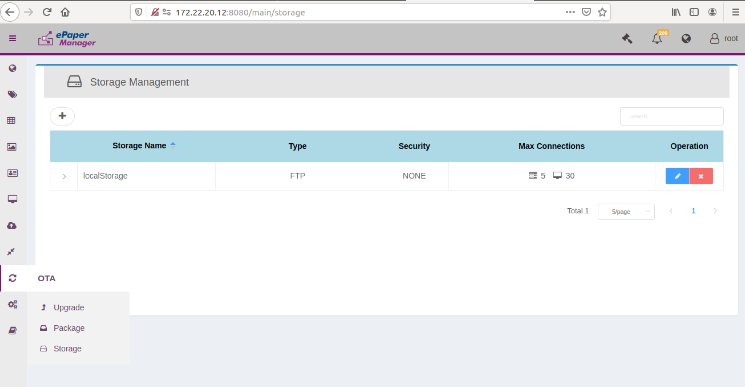 172.22.20.12:8080/main/storage
ePaper
Manager
root
Storage Management
Search
Storage Name Type Security Max Connections Operation
localStorage FTP NONE 5 30
Total 1 5/page 1
OTA
Upgrade
Package
Storage